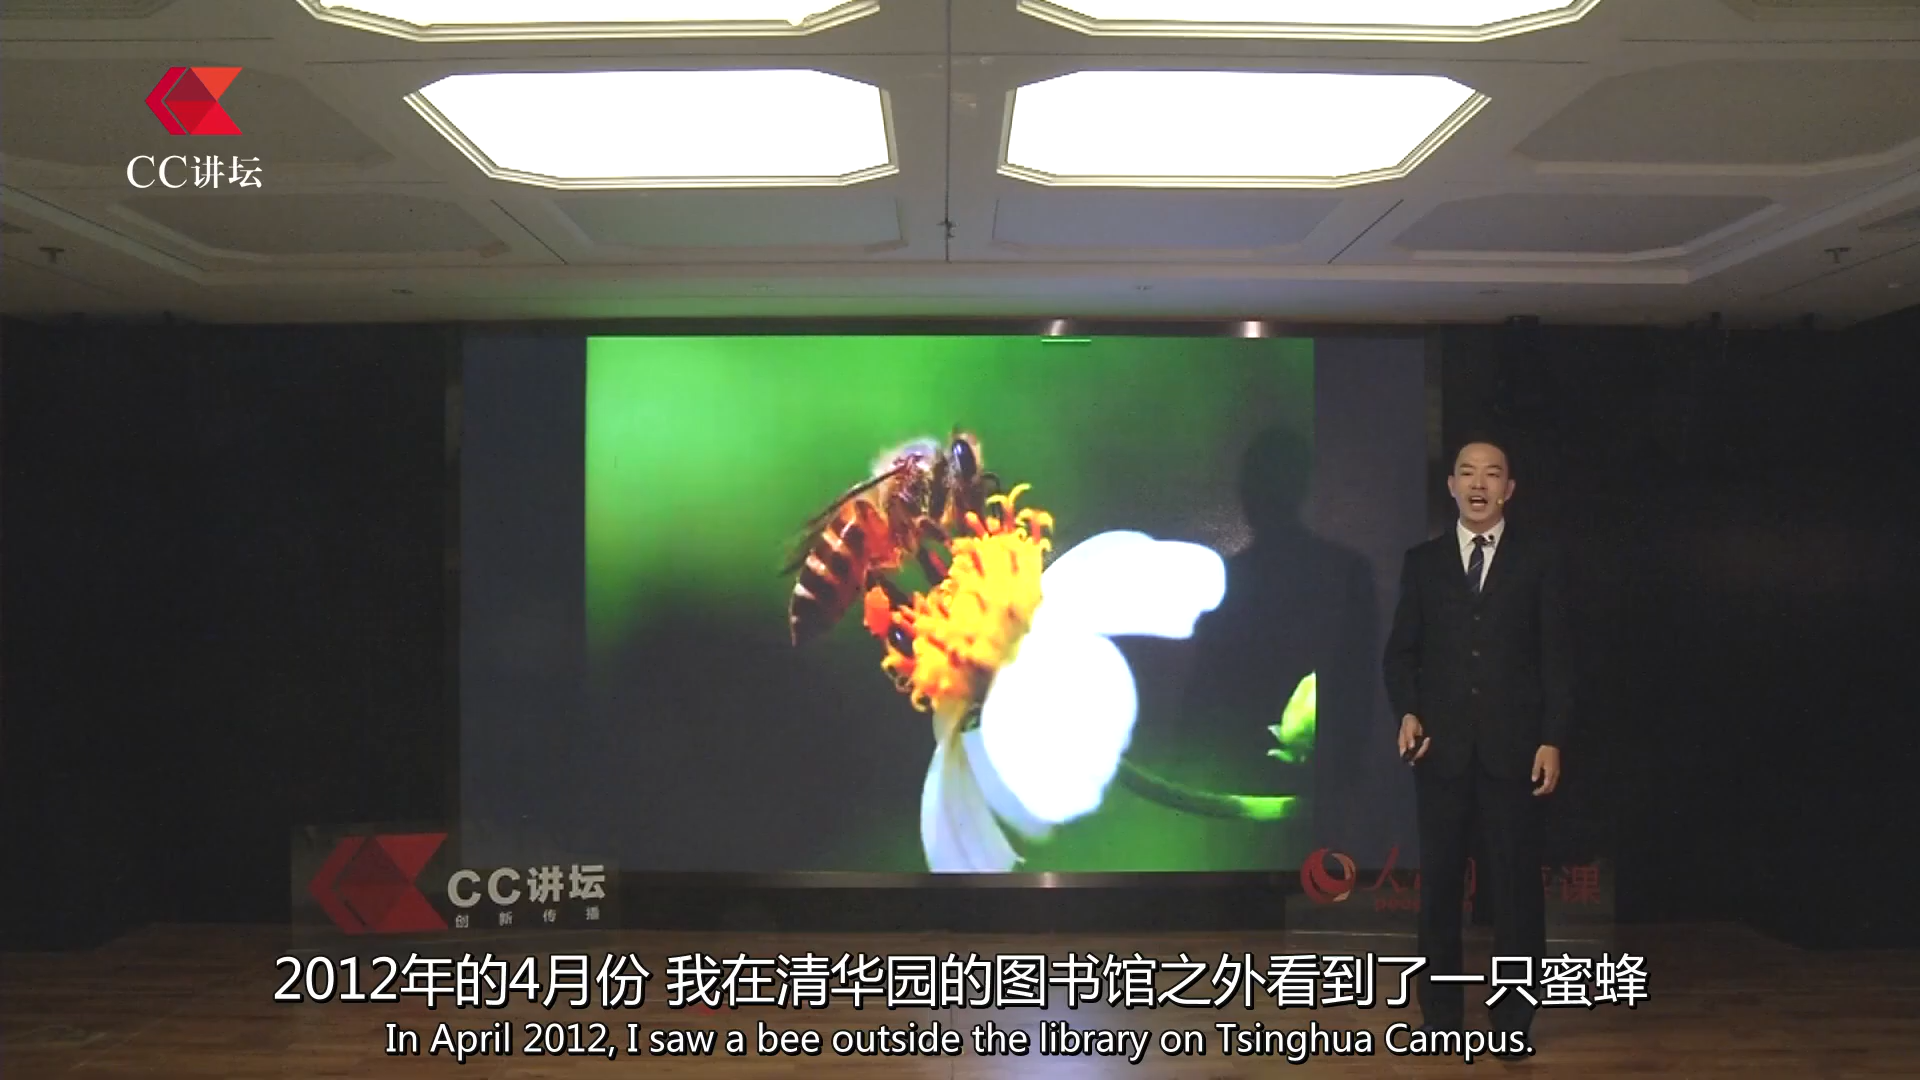 CC讲坛
CC讲坛
创新传播
课
2012年的4月份 我在清华园的图书馆之外看到了一只蜜蜂
In April 2012, I saw a bee outside the library on Tsinghua Campus.